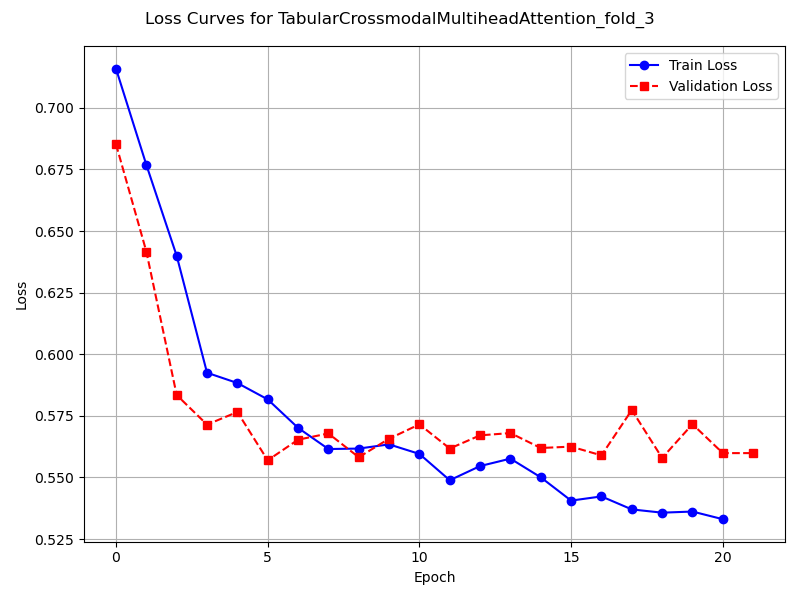 Loss Curves for TabularCrossmodalMultiheadAttention_fold_3
Train Loss
Validation Loss
0.700
0.675
0.650
0.625
0.600
0.575
0.550
0.525
Loss
0 5 10 15 20
Epoch